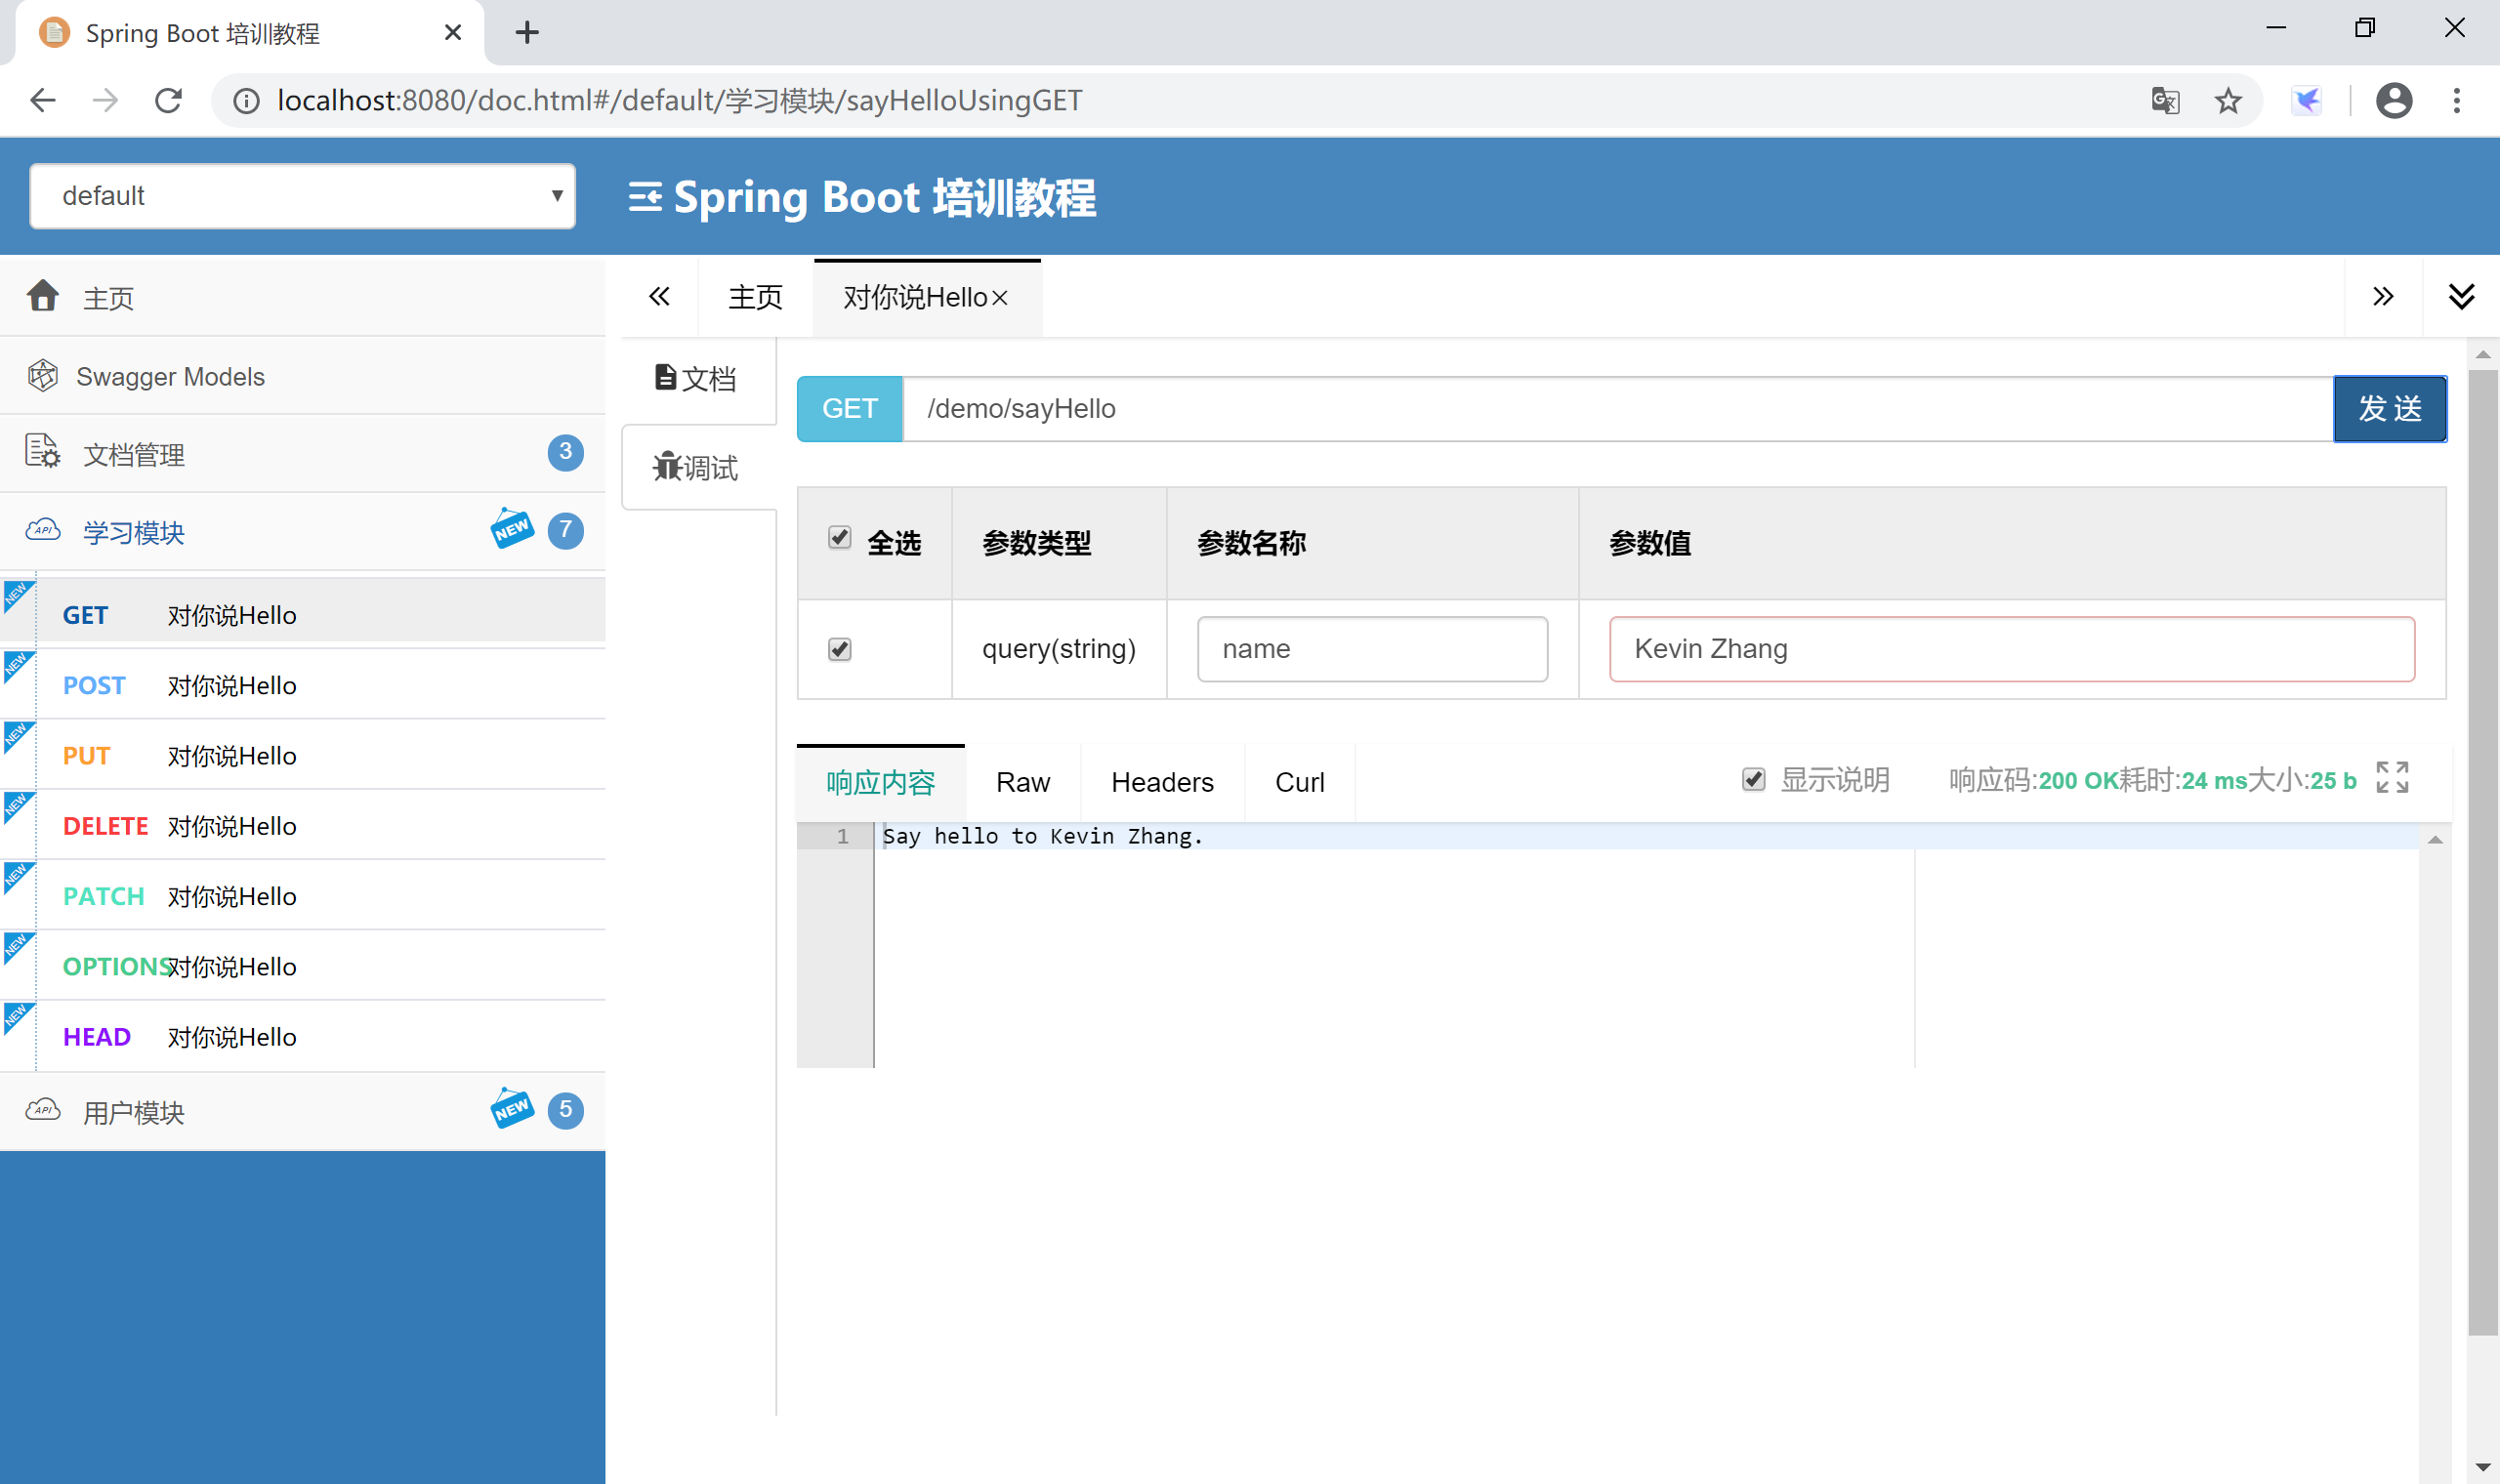 Spring Boot 培训教程
localhost:8080/doc.html#/default/学习模块/sayHelloUsingGET
default
Spring Boot 培训教程
主页
Swagger Models
文档管理 3
学习模块 NEW 7
NEW GET 对你说Hello
NEW POST 对你说Hello
NEW PUT 对你说Hello
NEW DELETE 对你说Hello
NEW PATCH 对你说Hello
NEW OPTIONS 对你说Hello
NEW HEAD 对你说Hello
用户模块 NEW 5
主页 对你说Hello
文档
调试
GET /demo/sayHello 发 送
全选 参数类型 参数名称 参数值
query(string) name Kevin Zhang
响应内容 Raw Headers Curl 显示说明 响应码:200 OK耗时:24 ms大小:25 b
1 Say hello to Kevin Zhang.